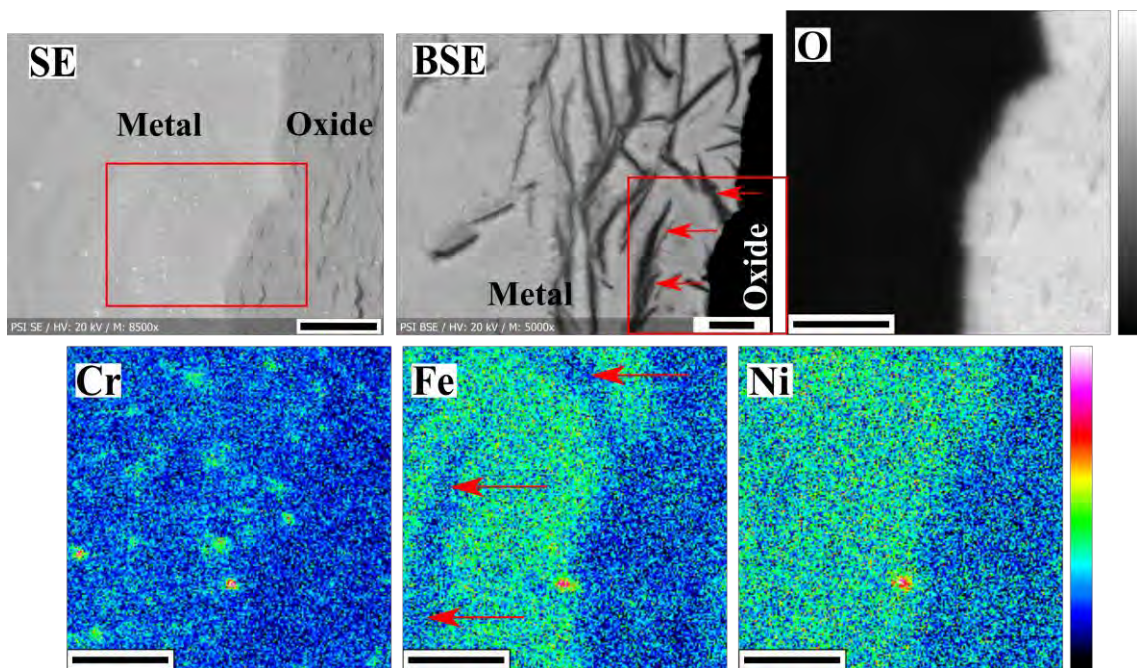 SE
Metal
Oxide
PSI SE / HV: 20 kV / M: 8500x
BSE
Metal
Oxide
PSI BSE / HV: 20 kV / M: 5000x
O
Cr
Fe
Ni